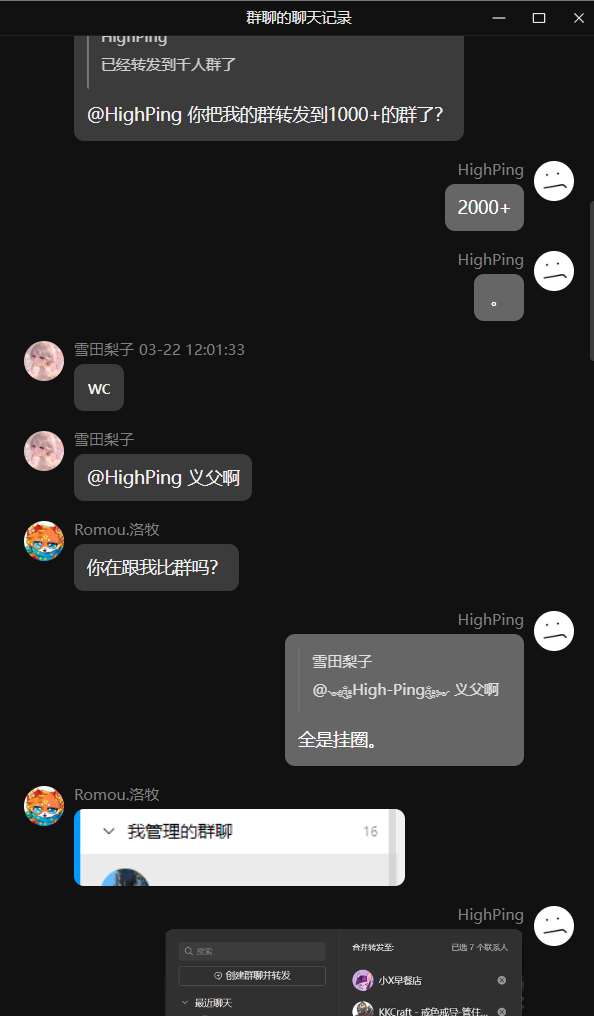 群聊的聊天记录
HighPing
已经转发到千人群了
@HighPing 你把我的群转发到1000+的群了?
HighPing
2000+
HighPing
。
雪田梨子 03-22 12:01:33
wc
雪田梨子
@HighPing 义父啊
Romou.洛牧
你在跟我比群吗?
HighPing
雪田梨子
@High-Ping 义父啊
全是挂圈。
Romou.洛牧
我管理的群聊 16
HighPing
搜索
合并转发至: 已选 7 个联系人
创建群聊并转发
小X早餐店
最近聊天
KKCraft - 戒色戒尽-管住...